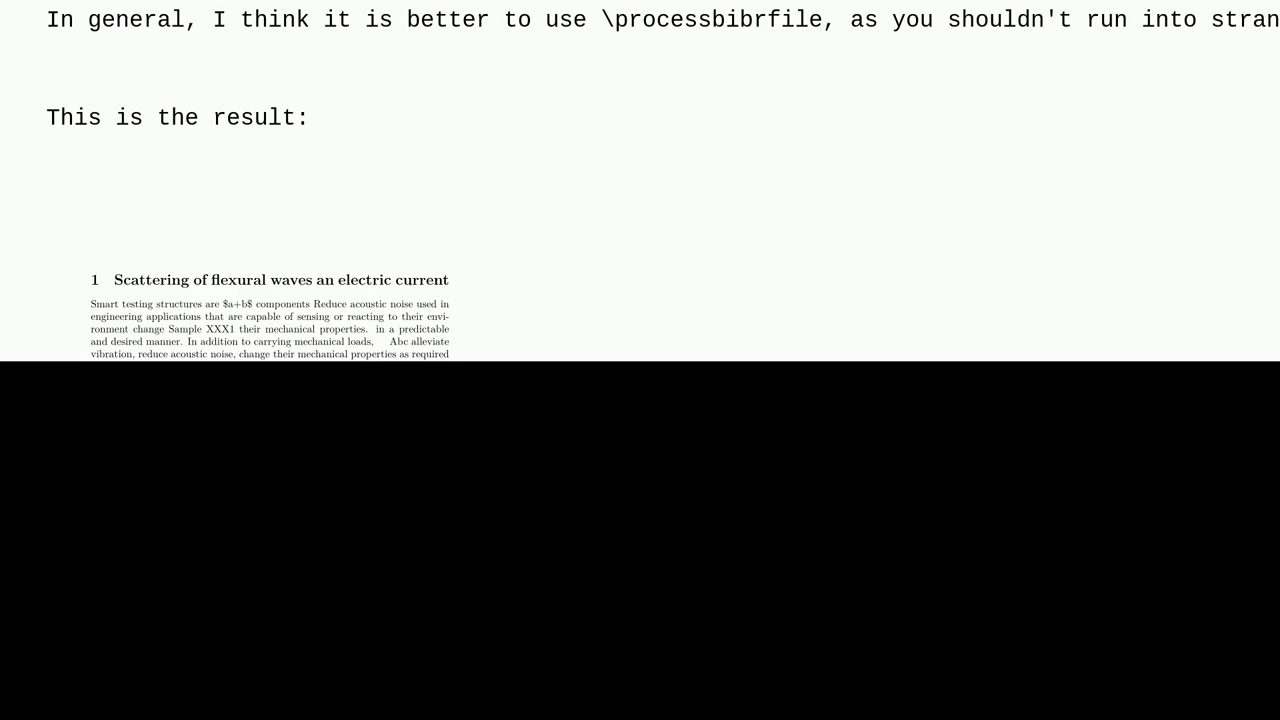 In general, I think it is better to use \processbibrfile, as you shouldn't run into
This is the result:
1 Scattering of flexural waves an electric current
Smart testing structures are $a+b$ components Reduce acoustic noise used in
engineering applications that are capable of sensing or reacting to their envi-
ronment change Sample XXX1 their mechanical properties. in a predictable
and desired manner. In addition to carrying mechanical loads, Abc alleviate
vibration, reduce acoustic noise, change their mechanical properties as required